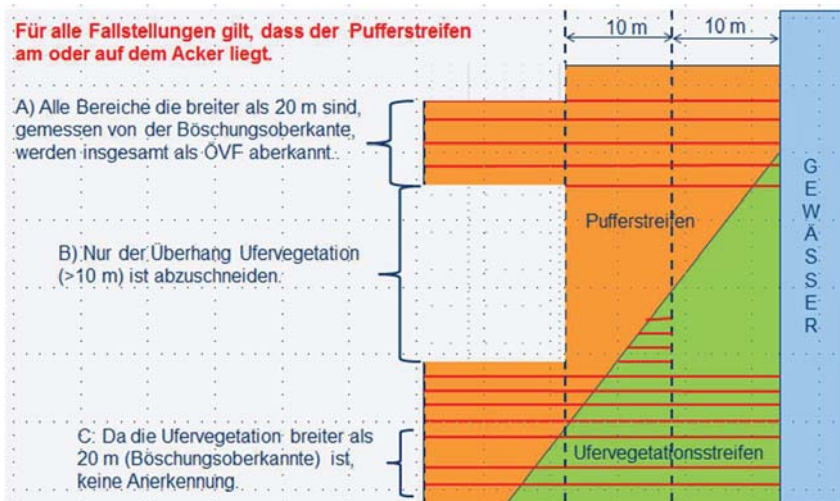 Für alle Fallstellungen gilt, dass der Pufferstreifen
am oder auf dem Acker liegt.
10 m
10 m
A) Alle Bereiche die breiter als 20 m sind,
gemessen von der Böschungsoberkante,
werden insgesamt als ÖVF aberkannt.
Pufferstreifen
B) Nur der Überhang Ufervegetation
(>10 m) ist abzuschneiden.
C: Da die Ufervegetation breiter als
20 m (Böschungsoberkannte) ist,
keine Anerkennung.
Ufervegetationsstreifen
GEWÄSSER